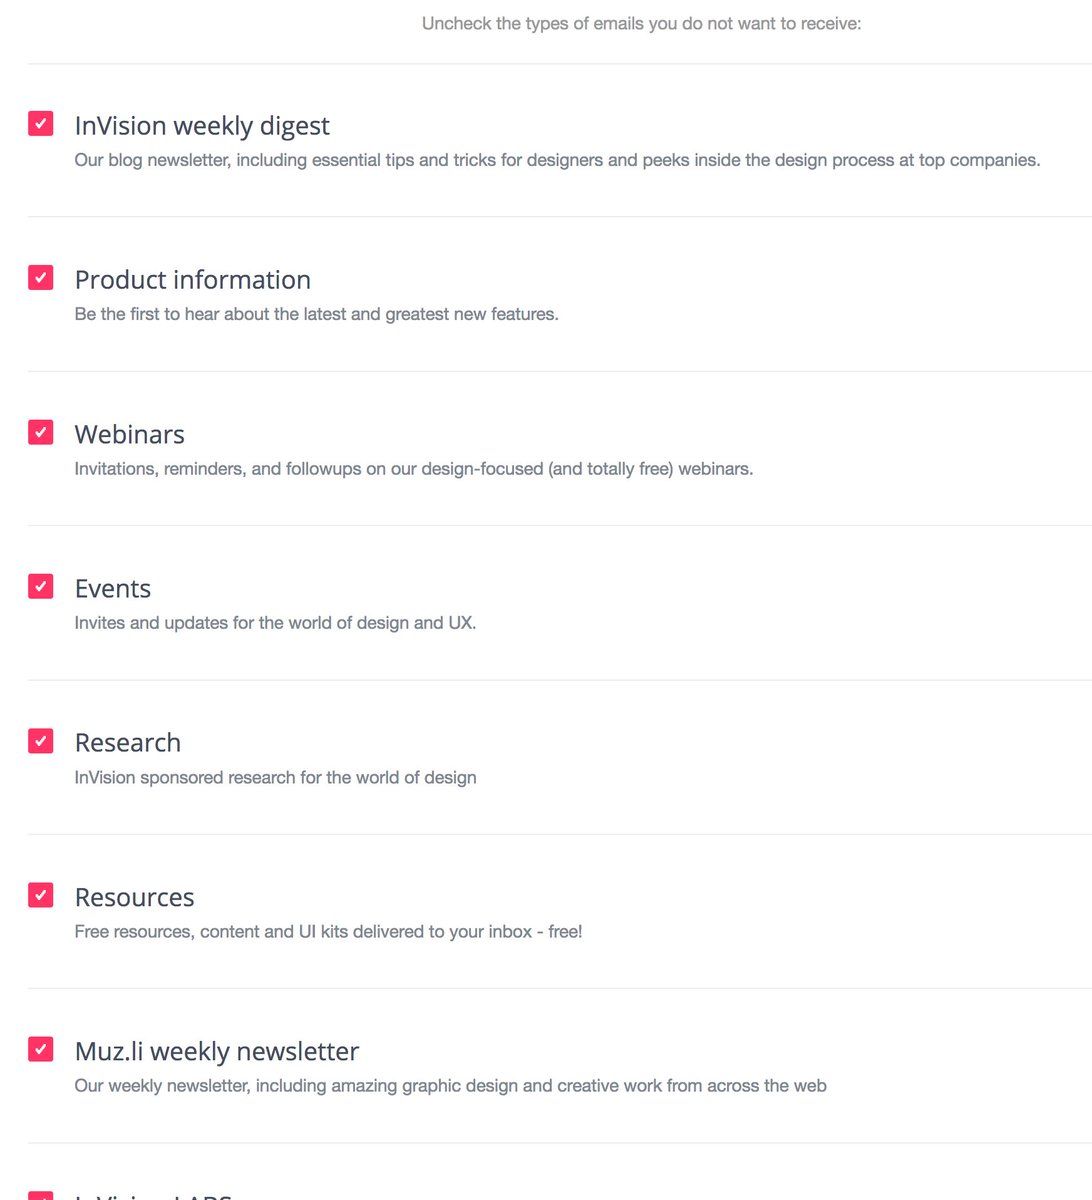 Uncheck the types of emails you do not want to receive:
InVision weekly digest
Our blog newsletter, including essential tips and tricks for designers and peeks inside the design process at top companies.
Product information
Be the first to hear about the latest and greatest new features.
Webinars
Invitations, reminders, and followups on our design-focused (and totally free) webinars.
Events
Invites and updates for the world of design and UX.
Research
InVision sponsored research for the world of design
Resources
Free resources, content and UI kits delivered to your inbox - free!
Muz.li weekly newsletter
Our weekly newsletter, including amazing graphic design and creative work from across the web
InVision LABS